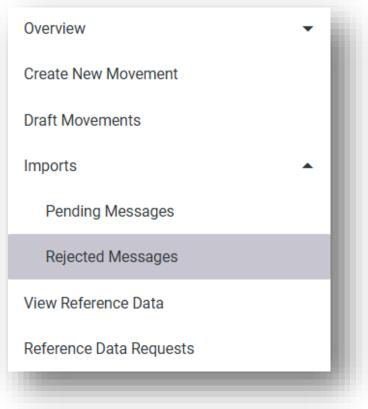 Overview
Create New Movement
Draft Movements
Imports
Pending Messages
Rejected Messages
View Reference Data
Reference Data Requests